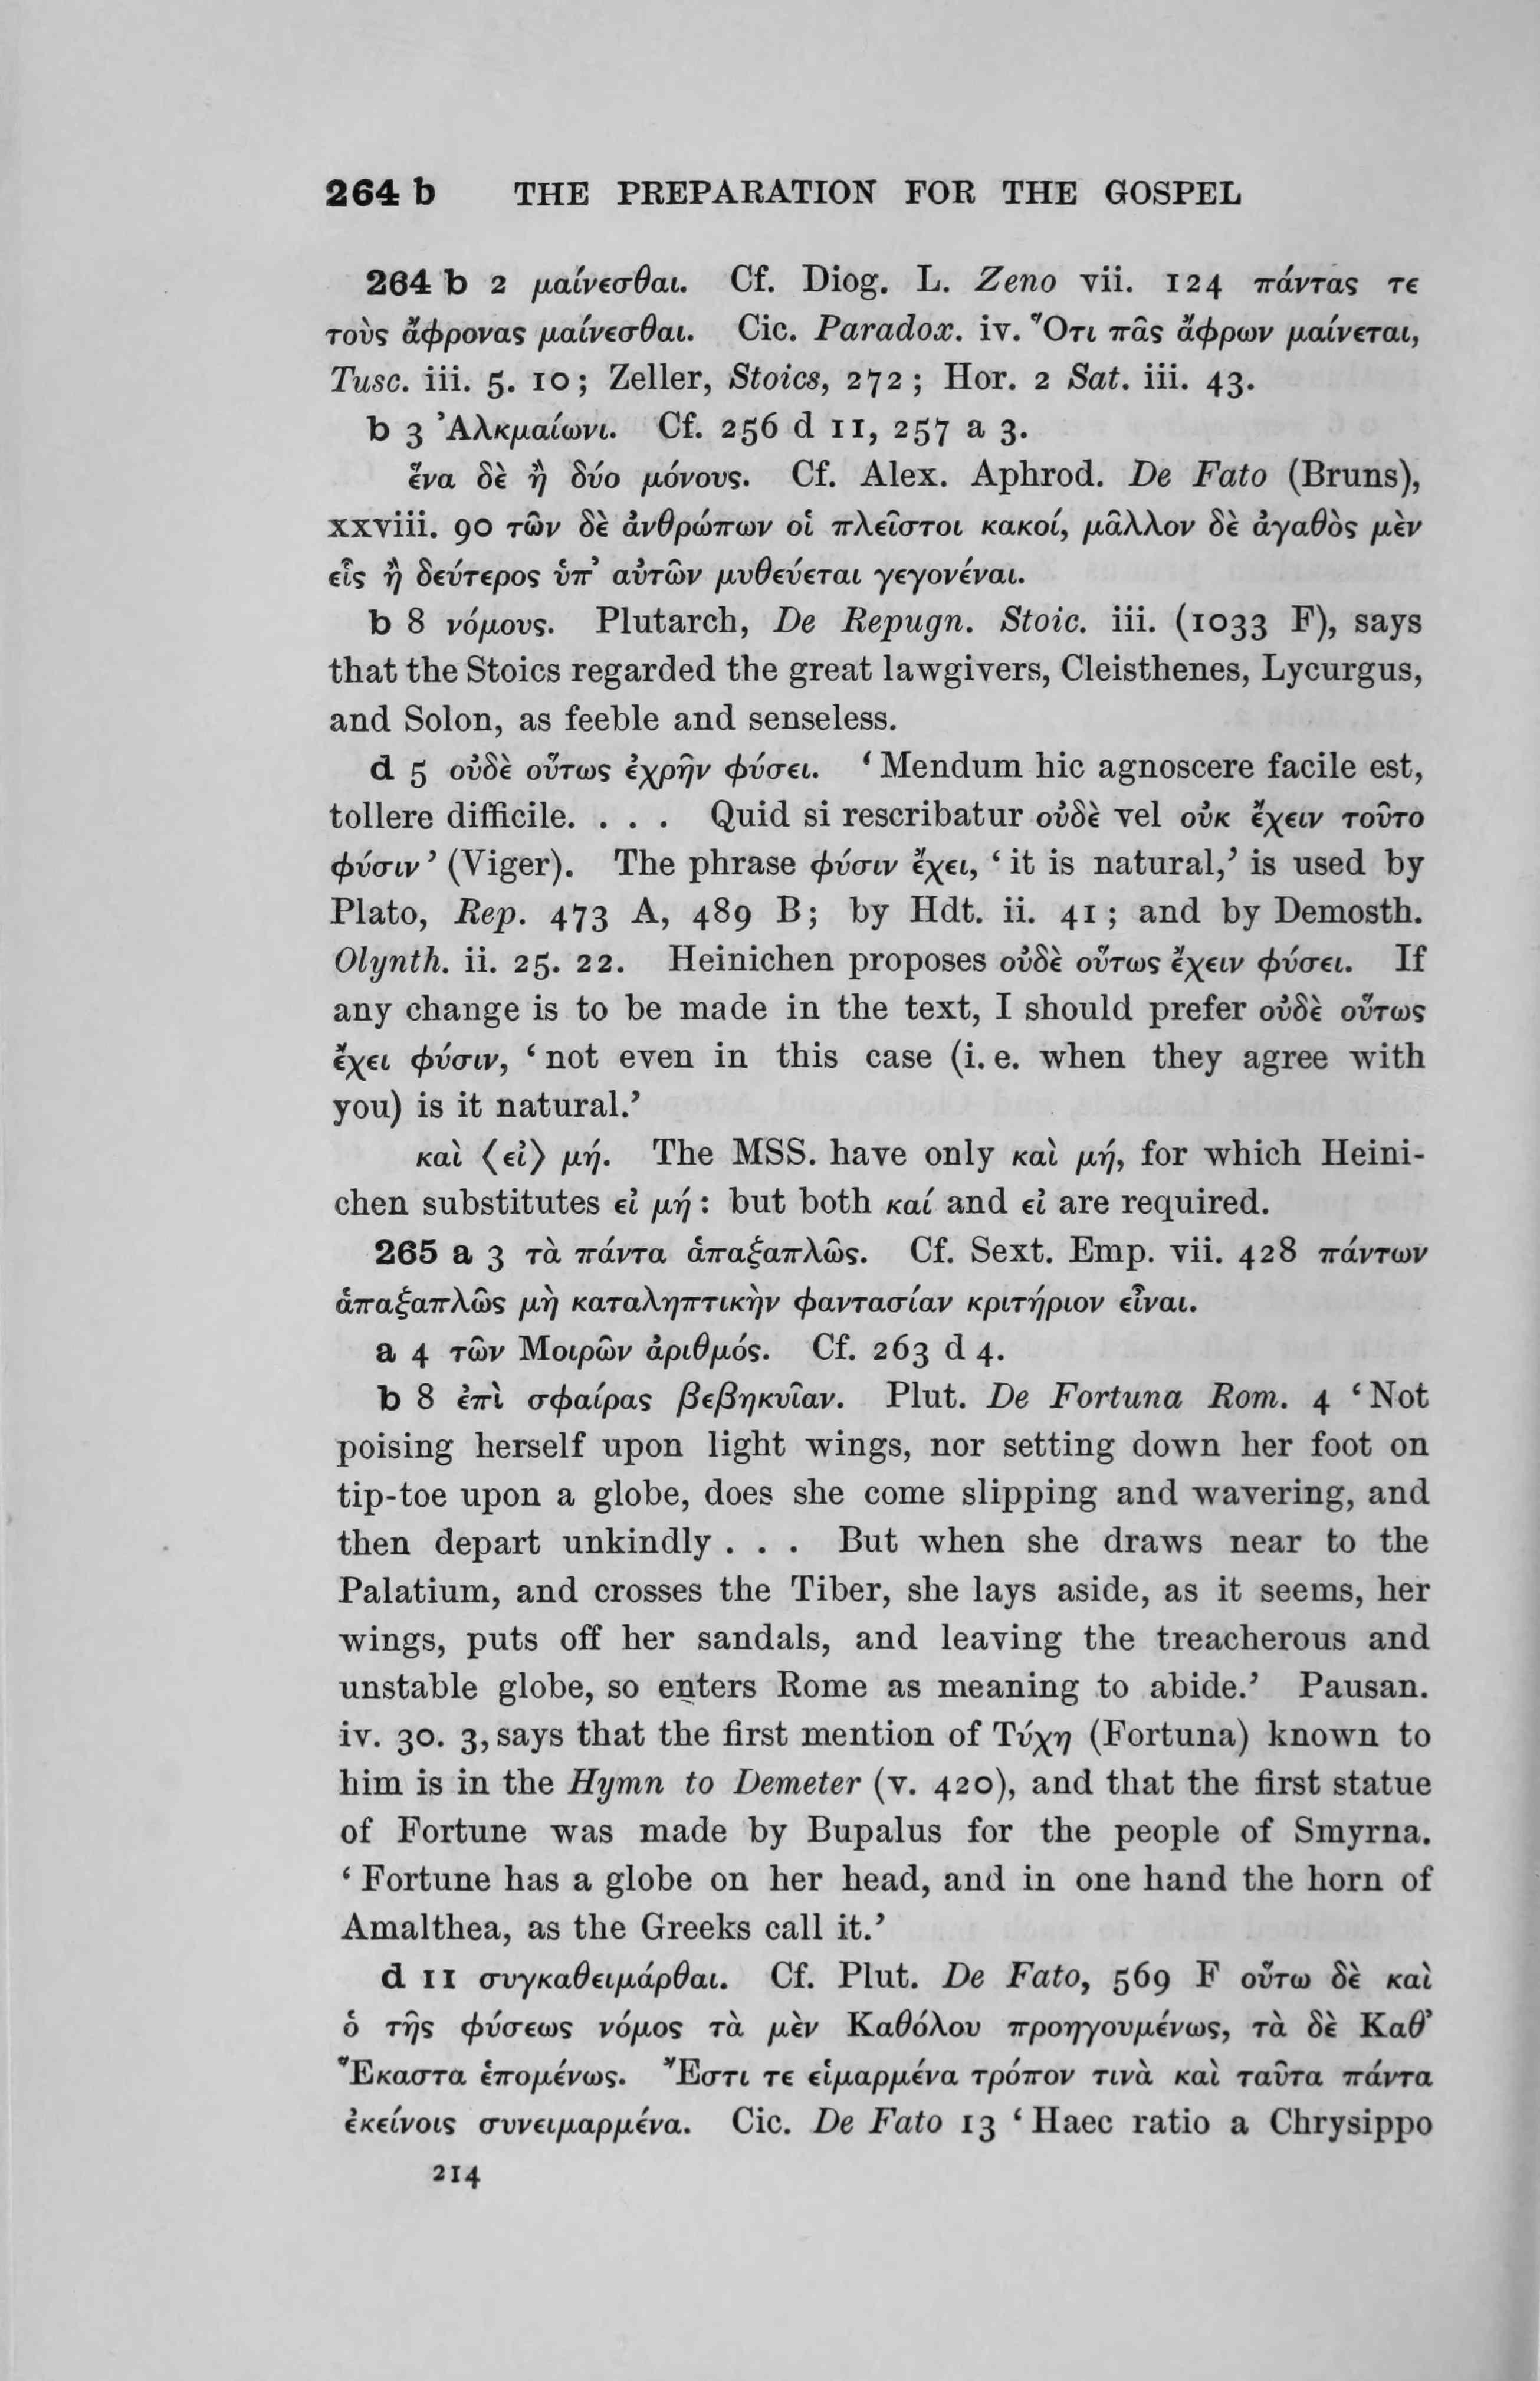 264 b THE PREPARATION FOR THE GOSPEL
264 b 2 μαίνεσθαι. Cf. Diog. L. Zeno vii. 124 πάντας τε
τοὺς ἄφρονας μαίνεσθαι. Cic. Paradox. iv. Ὅτι πᾶς ἄφρων μαίνεται,
Tusc. iii. 5. 10; Zeller, Stoics, 272; Hor. 2 Sat. iii. 43.
b 3 Ἀλκμαίωνι. Cf. 256 d 11, 257 a 3.
ἕνα δὲ ἢ δύο μόνους. Cf. Alex. Aphrod. De Fato (Bruns),
xxviii. 90 τῶν δὲ ἀνθρώπων οἱ πλεῖστοι κακοί, μᾶλλον δὲ ἀγαθὸς μὲν
εἷς ἢ δεύτερος ὑπ’ αὐτῶν μυθεύεται γεγονέναι.
b 8 νόμους. Plutarch, De Repugn. Stoic. iii. (1033 F), says
that the Stoics regarded the great lawgivers, Cleisthenes, Lycurgus,
and Solon, as feeble and senseless.
d 5 οὐδὲ οὕτως ἐχρῆν φύσει. ‘Mendum hic agnoscere facile est,
tollere difficile. . . . Quid si rescribatur οὐδὲ vel οὐκ ἔχειν τοῦτο
φύσιν’ (Viger). The phrase φύσιν ἔχει, ‘it is natural,’ is used by
Plato, Rep. 473 A, 489 B; by Hdt. ii. 41; and by Demosth.
Olynth. ii. 25. 22. Heinichen proposes οὐδὲ οὕτως ἔχειν φύσει. If
any change is to be made in the text, I should prefer οὐδὲ οὕτως
ἔχει φύσιν, ‘not even in this case (i. e. when they agree with
you) is it natural.’
καὶ ⟨εἰ⟩ μή. The MSS. have only καὶ μή, for which Heini-
chen substitutes εἰ μή: but both καί and εἰ are required.
265 a 3 τὰ πάντα ἁπαξαπλῶς. Cf. Sext. Emp. vii. 428 πάντων
ἁπαξαπλῶς μὴ καταληπτικὴν φαντασίαν κριτήριον εἶναι.
a 4 τῶν Μοιρῶν ἀριθμός. Cf. 263 d 4.
b 8 ἐπὶ σφαίρας βεβηκυῖαν. Plut. De Fortuna Rom. 4 ‘Not
poising herself upon light wings, nor setting down her foot on
tip-toe upon a globe, does she come slipping and wavering, and
then depart unkindly . . . But when she draws near to the
Palatium, and crosses the Tiber, she lays aside, as it seems, her
wings, puts off her sandals, and leaving the treacherous and
unstable globe, so enters Rome as meaning to abide.’ Pausan.
iv. 30. 3, says that the first mention of Τύχη (Fortuna) known to
him is in the Hymn to Demeter (v. 420), and that the first statue
of Fortune was made by Bupalus for the people of Smyrna.
‘Fortune has a globe on her head, and in one hand the horn of
Amalthea, as the Greeks call it.’
d 11 συγκαθειμάρθαι. Cf. Plut. De Fato, 569 F οὕτω δὲ καὶ
ὁ τῆς φύσεως νόμος τὰ μὲν Καθόλου προηγουμένως, τὰ δὲ Καθ’
Ἕκαστα ἑπομένως. Ἔστι τε εἱμαρμένα τρόπον τινὰ καὶ ταῦτα πάντα
ἐκείνοις συνειμαρμένα. Cic. De Fato 13 ‘Haec ratio a Chrysippo
214